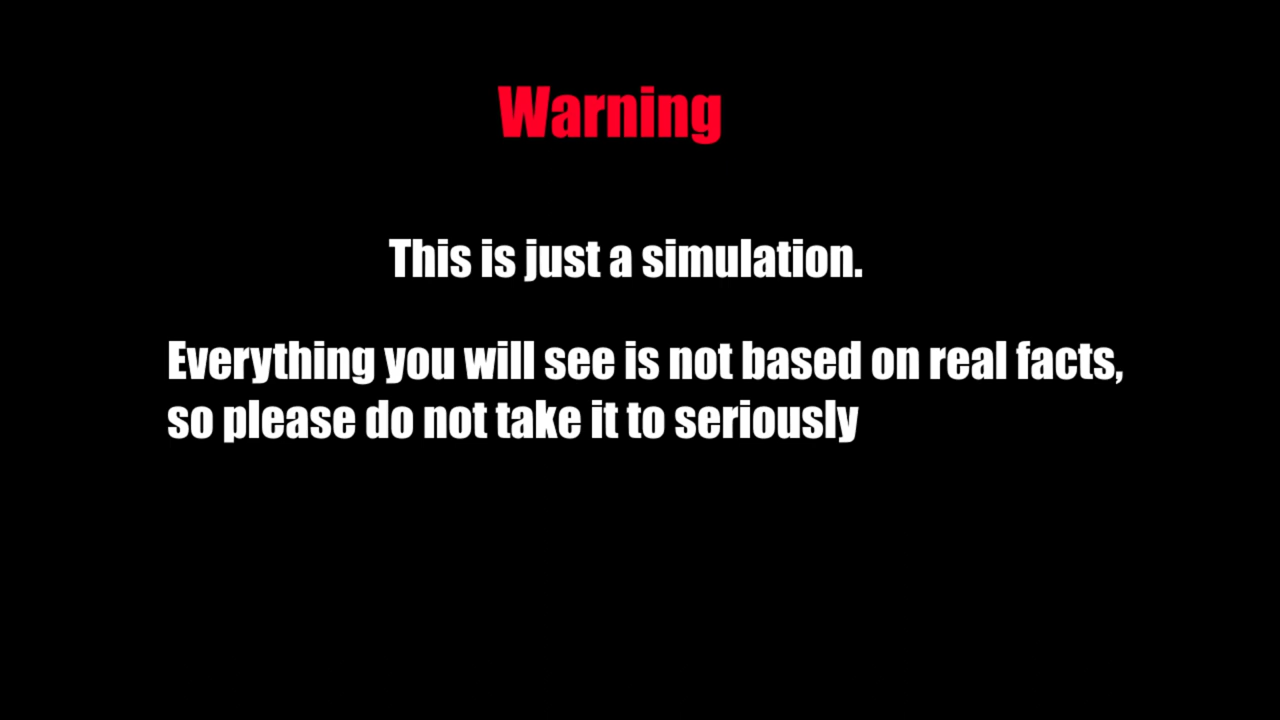 Warning
This is just a simulation.
Everything you will see is not based on real facts,
so please do not take it to seriously